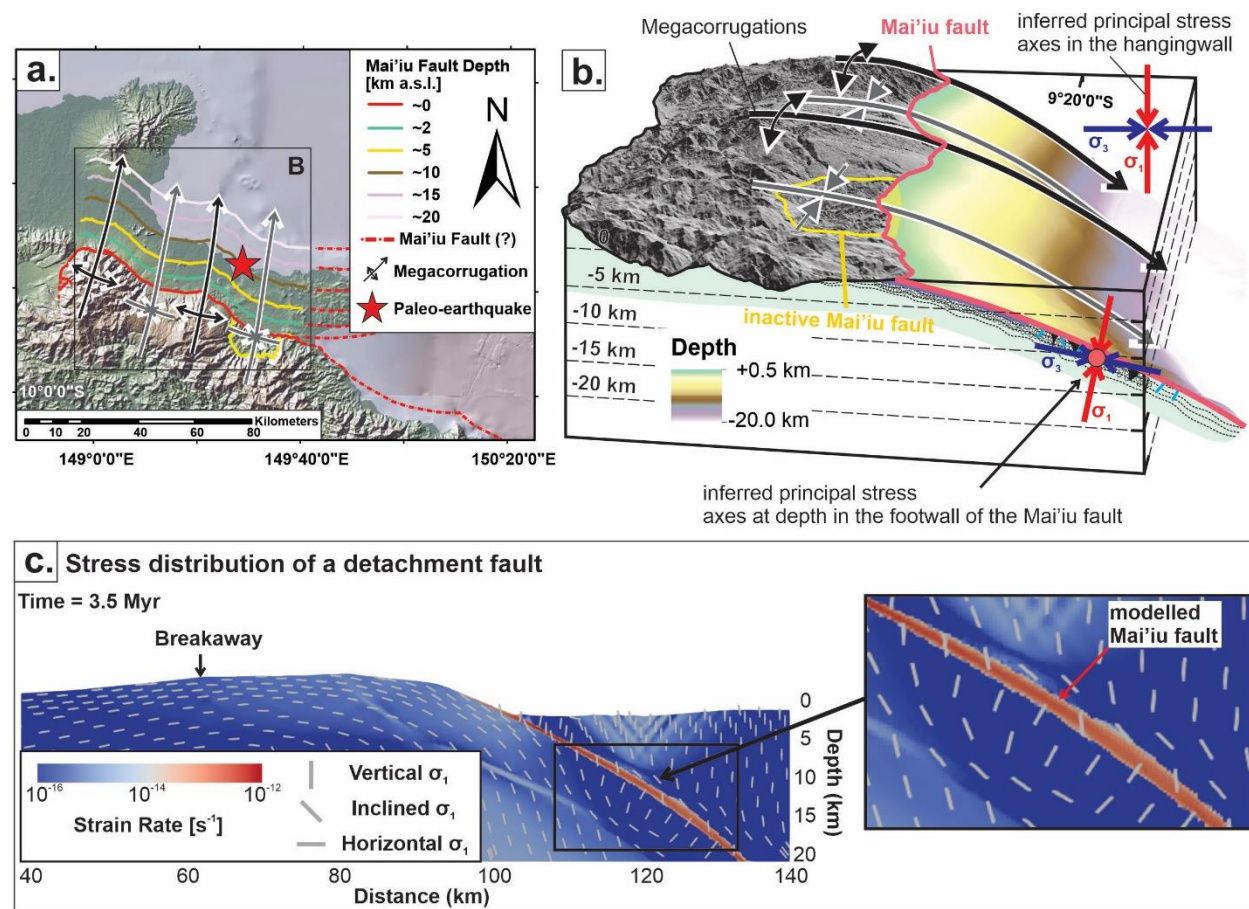 a.
Mai'iu Fault Depth
[km a.s.l.]
~0
~2
~5
~10
~15
~20
Mai'iu Fault (?)
Megacorrugation
Paleo-earthquake
N
B
10°0'0"S
0 10 20 40 60 80 Kilometers
149°0'0"E 149°40'0"E 150°20'0"E
b.
Megacorrugations
Mai'iu fault
inferred principal stress
axes in the hangingwall
9°20'0"S
σ3
σ1
0
-5 km
-10 km
-15 km
-20 km
inactive Mai'iu fault
Depth
+0.5 km
-20.0 km
σ3
σ1
inferred principal stress
axes at depth in the footwall of the Mai'iu fault
c. Stress distribution of a detachment fault
Time = 3.5 Myr
Breakaway
modelled
Mai'iu fault
10-16 10-14 10-12
Strain Rate [s-1]
Vertical σ1
Inclined σ1
Horizontal σ1
0
5
10
15
20
Depth (km)
40 60 80 100 120 140
Distance (km)